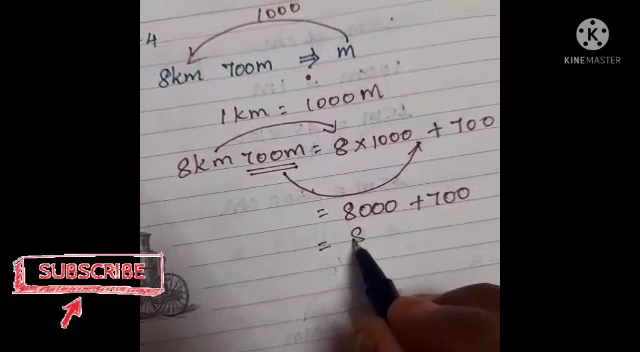 1000
4
8km 700m ⇒ m
1km = 1000m
8km 700m = 8×1000 + 700
= 8000 + 700
= 8
SUBSCRIBE
K
KINEMASTER